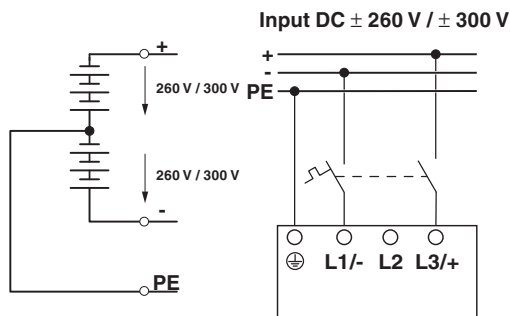 Input DC ± 260 V / ± 300 V
+
260 V / 300 V
260 V / 300 V
-
PE
+
-
PE
L1/- L2 L3/+